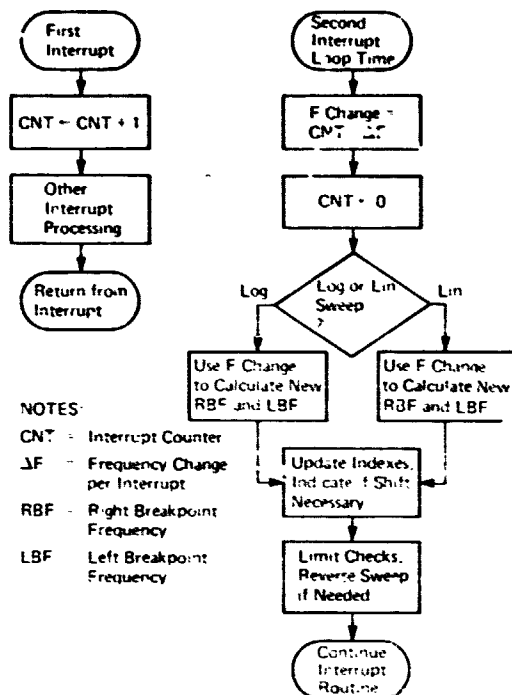 First
Interrupt
CNT ← CNT + 1
Other
Interrupt
Processing
Return from
Interrupt
Second
Interrupt
Loop Time
F Change =
CNT · ΔF
CNT ← 0
Log or Lin
Sweep
?
Log
Lin
Use F Change
to Calculate New
RBF and LBF
Use F Change
to Calculate New
RBF and LBF
Update Indexes,
Indicate if Shift
Necessary
Limit Checks,
Reverse Sweep
if Needed
Continue
Interrupt
Routine
NOTES:
CNT = Interrupt Counter
ΔF = Frequency Change
per Interrupt
RBF = Right Breakpoint
Frequency
LBF Left Breakpoint
Frequency